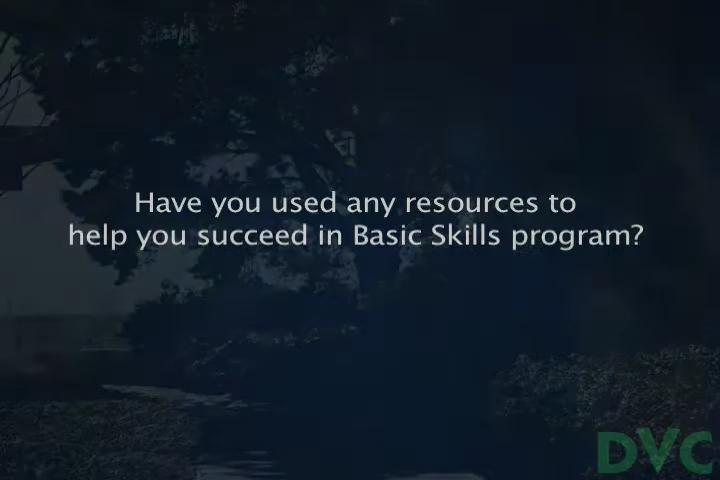 Have you used any resources to
help you succeed in Basic Skills program?
DVC